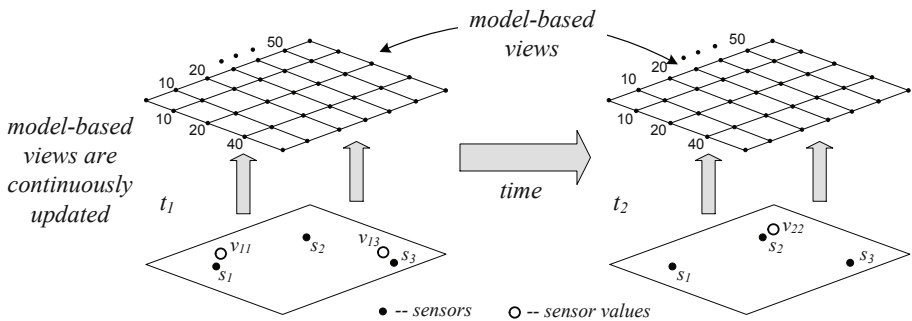 model-based
views
50
20
10
10
20
40
50
20
10
10
20
40
model-based
views are
continuously
updated
time
t1
t2
v11
s1
s2
v13
s3
v22
s2
s1
s3
-- sensors
-- sensor values